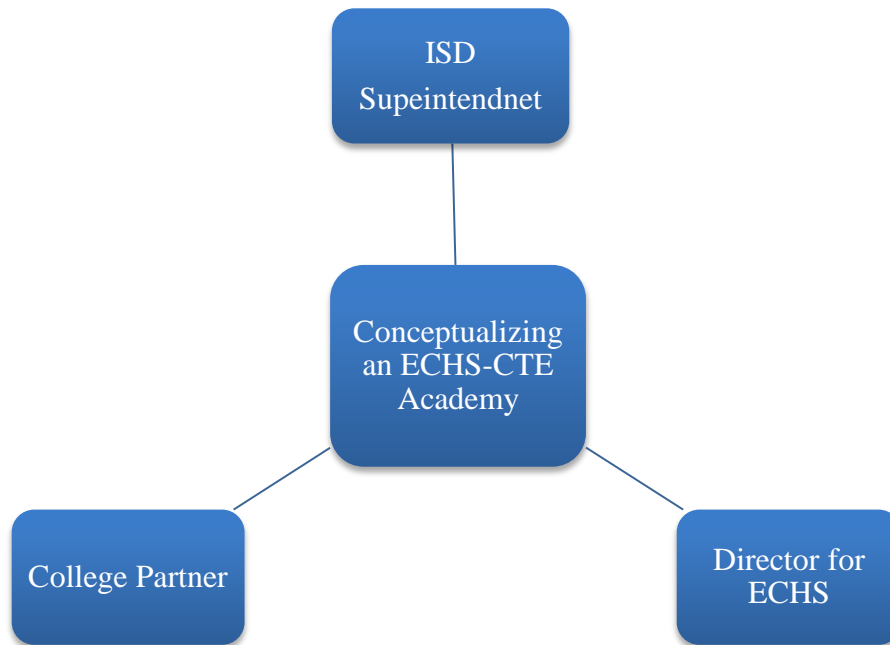 ISD
Supeintendnet
Conceptualizing
an ECHS-CTE
Academy
College Partner
Director for
ECHS